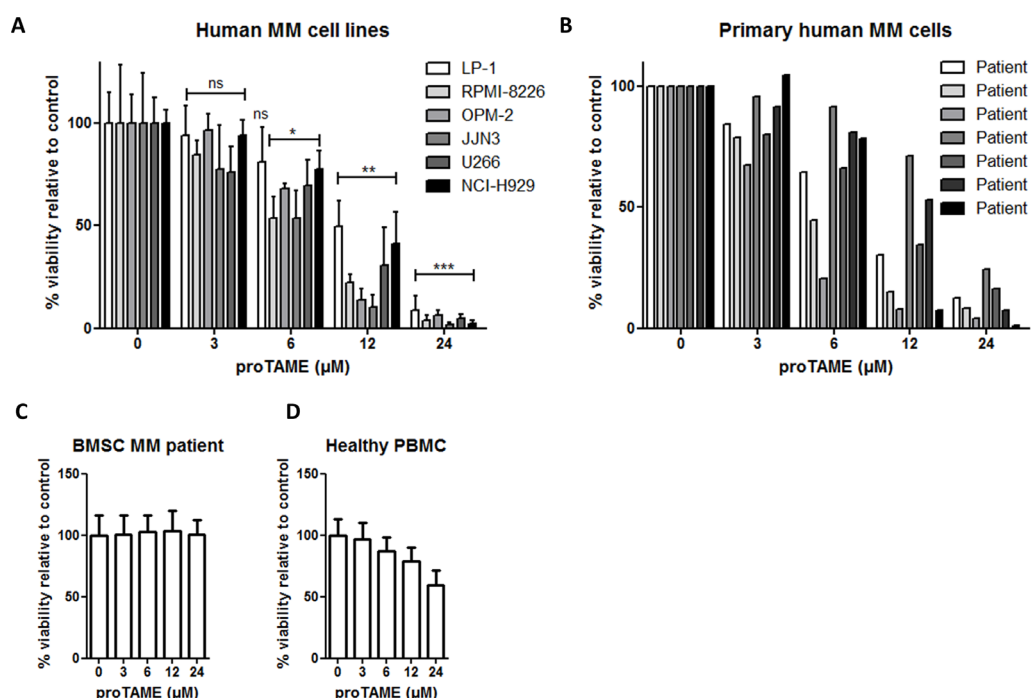 A
Human MM cell lines
% viability relative to control
100
50
0
ns
ns
*
**
***
LP-1
RPMI-8226
OPM-2
JJN3
U266
NCI-H929
0 3 6 12 24
proTAME (µM)
B
Primary human MM cells
% viability relative to control
100
50
0
Patient
Patient
Patient
Patient
Patient
Patient
Patient
0 3 6 12 24
proTAME (µM)
C
BMSC MM patient
% viability relative to control
150
100
50
0
0 3 6 12 24
proTAME (µM)
D
Healthy PBMC
% viability relative to control
150
100
50
0
0 3 6 12 24
proTAME (µM)